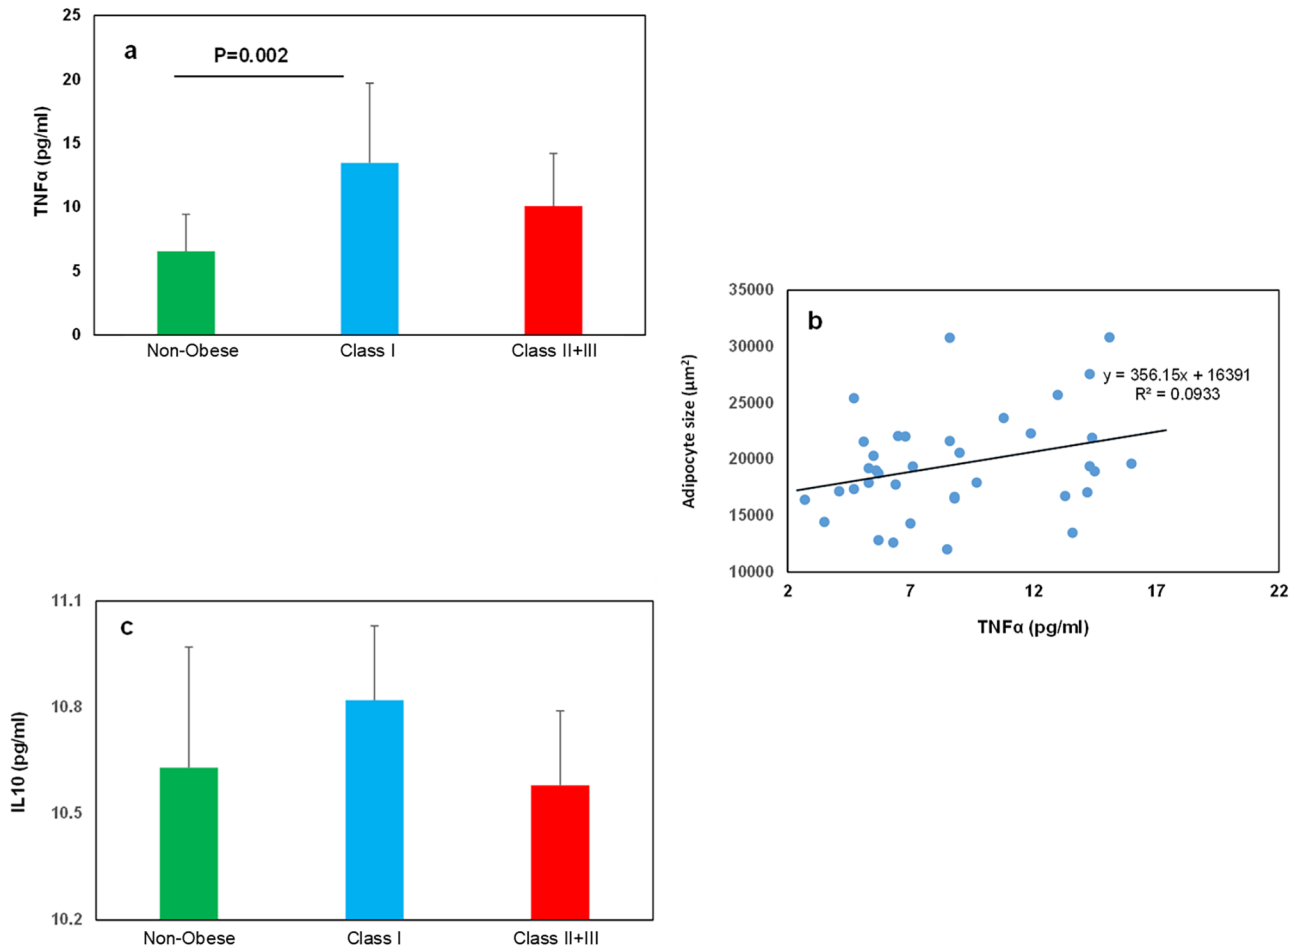 a
P=0.002
TNFα (pg/ml)
25
20
15
10
5
0
Non-Obese Class I Class II+III
b
y = 356.15x + 16391
R² = 0.0933
Adipocyte size (µm²)
35000
30000
25000
20000
15000
10000
2 7 12 17 22
TNFα (pg/ml)
c
IL10 (pg/ml)
11.1
10.8
10.5
10.2
Non-Obese Class I Class II+III